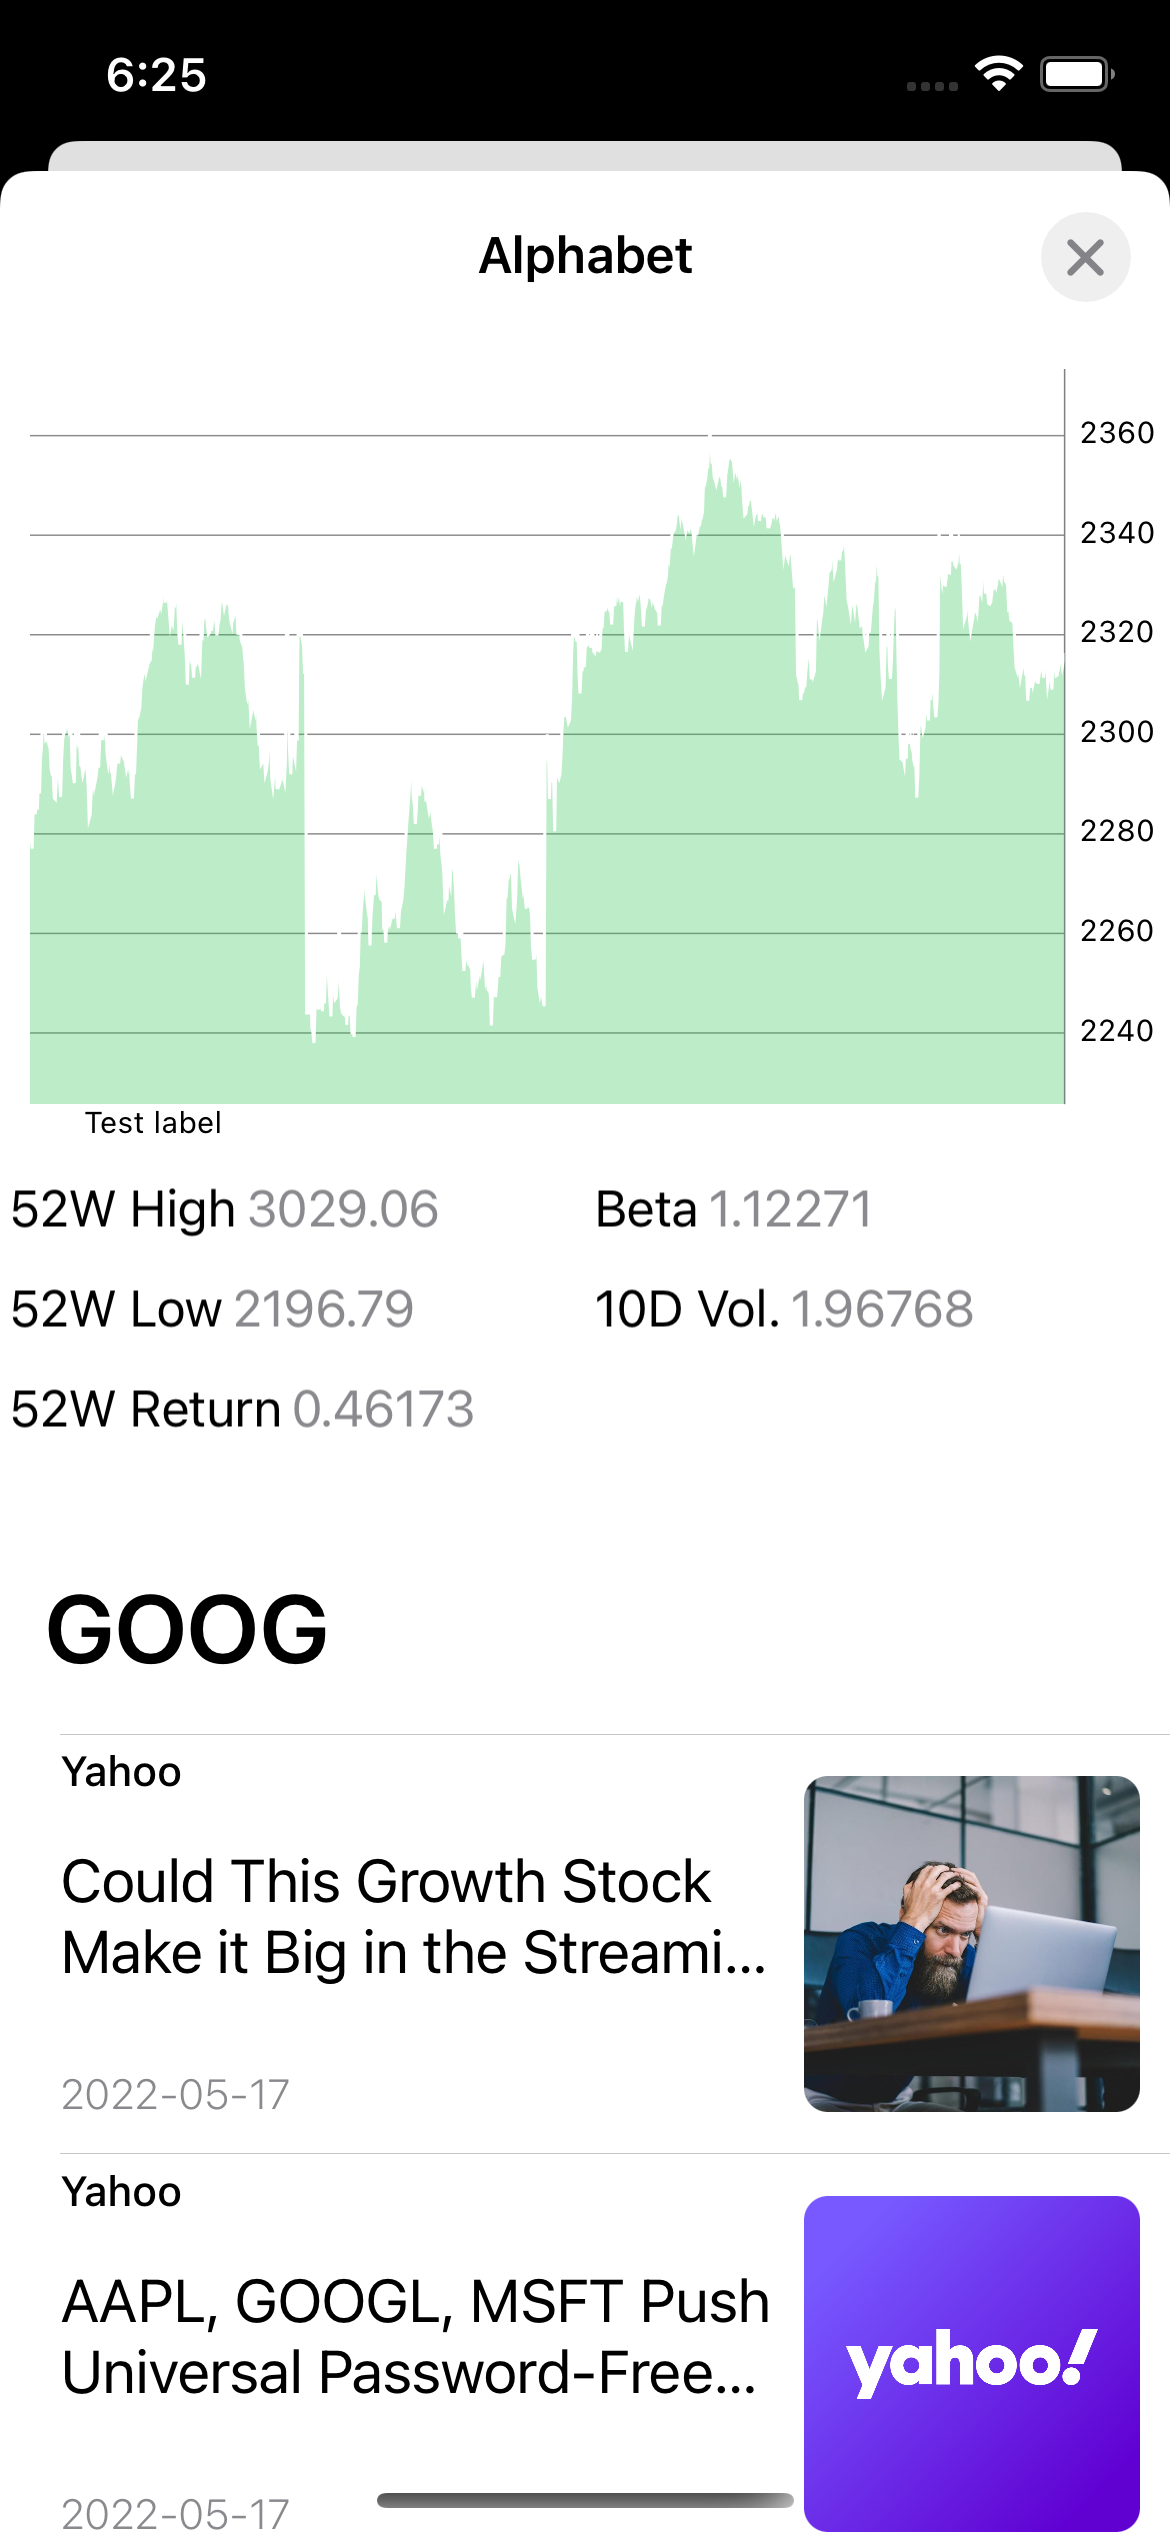 6:25
Alphabet
2360
2340
2320
2300
2280
2260
2240
Test label
52W High 3029.06
Beta 1.12271
52W Low 2196.79
10D Vol. 1.96768
52W Return 0.46173
GOOG
Yahoo
Could This Growth Stock
Make it Big in the Streami...
2022-05-17
Yahoo
AAPL, GOOGL, MSFT Push
Universal Password-Free...
yahoo!
2022-05-17